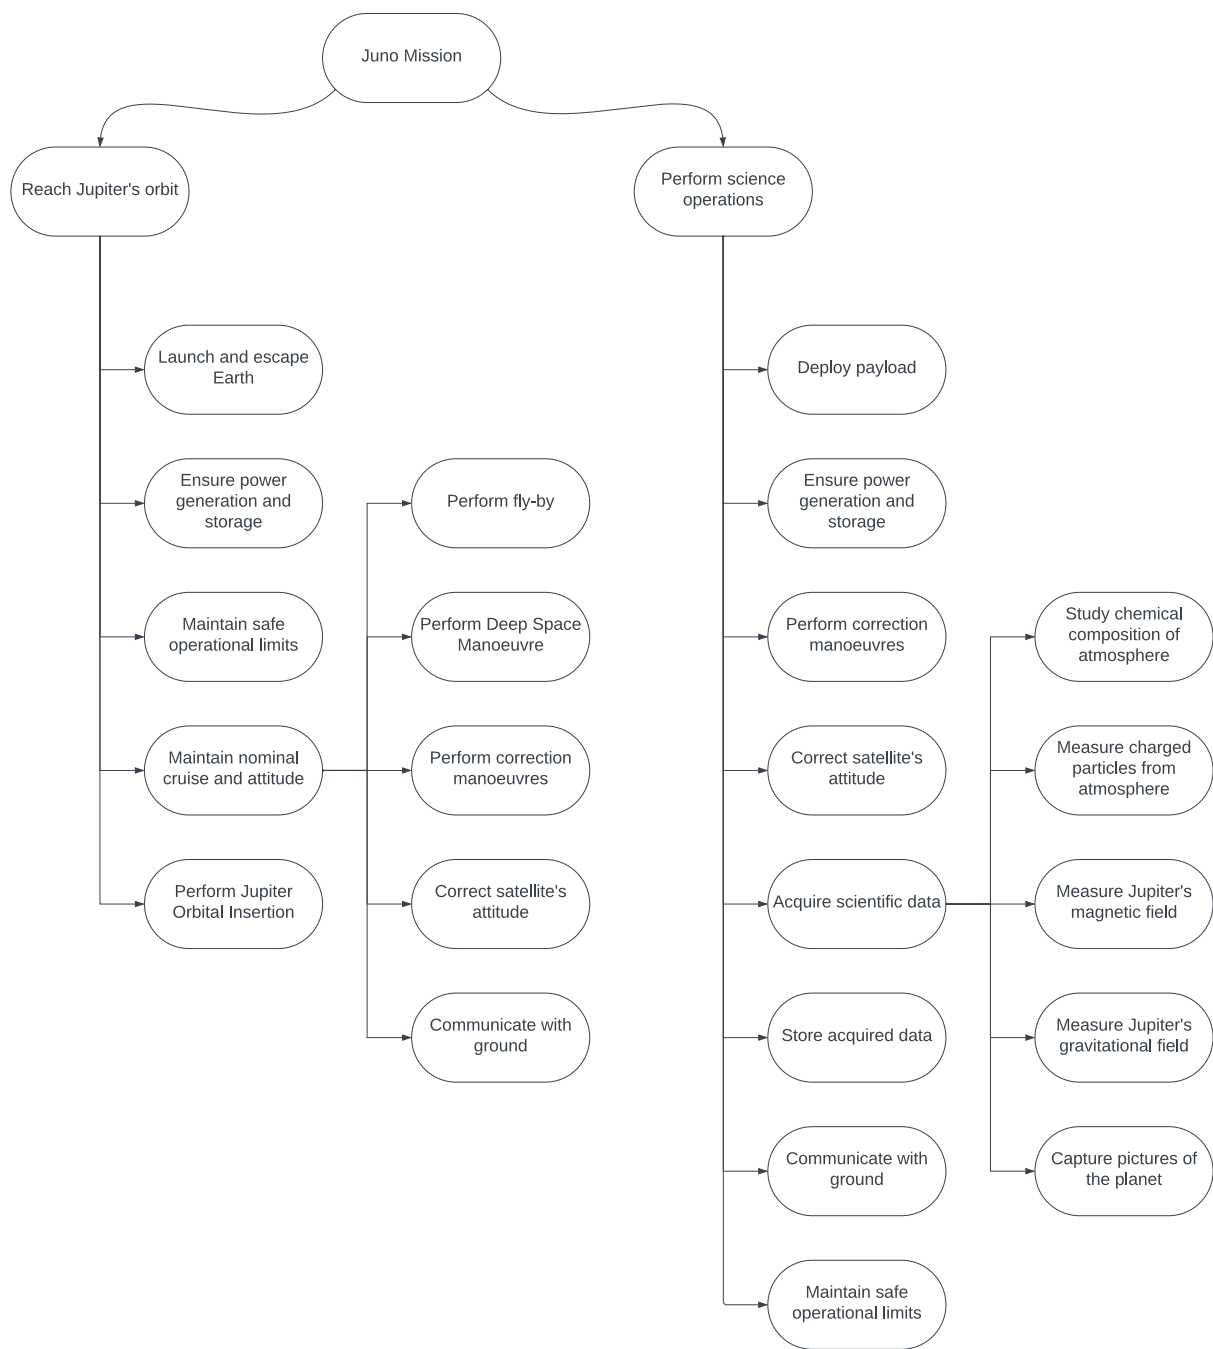 Juno Mission
Reach Jupiter's orbit
Perform science
operations
Launch and escape
Earth
Ensure power
generation and
storage
Maintain safe
operational limits
Maintain nominal
cruise and attitude
Perform Jupiter
Orbital Insertion
Perform fly-by
Perform Deep Space
Manoeuvre
Perform correction
manoeuvres
Correct satellite's
attitude
Communicate with
ground
Deploy payload
Ensure power
generation and
storage
Perform correction
manoeuvres
Correct satellite's
attitude
Acquire scientific data
Store acquired data
Communicate with
ground
Maintain safe
operational limits
Study chemical
composition of
atmosphere
Measure charged
particles from
atmosphere
Measure Jupiter's
magnetic field
Measure Jupiter's
gravitational field
Capture pictures of
the planet